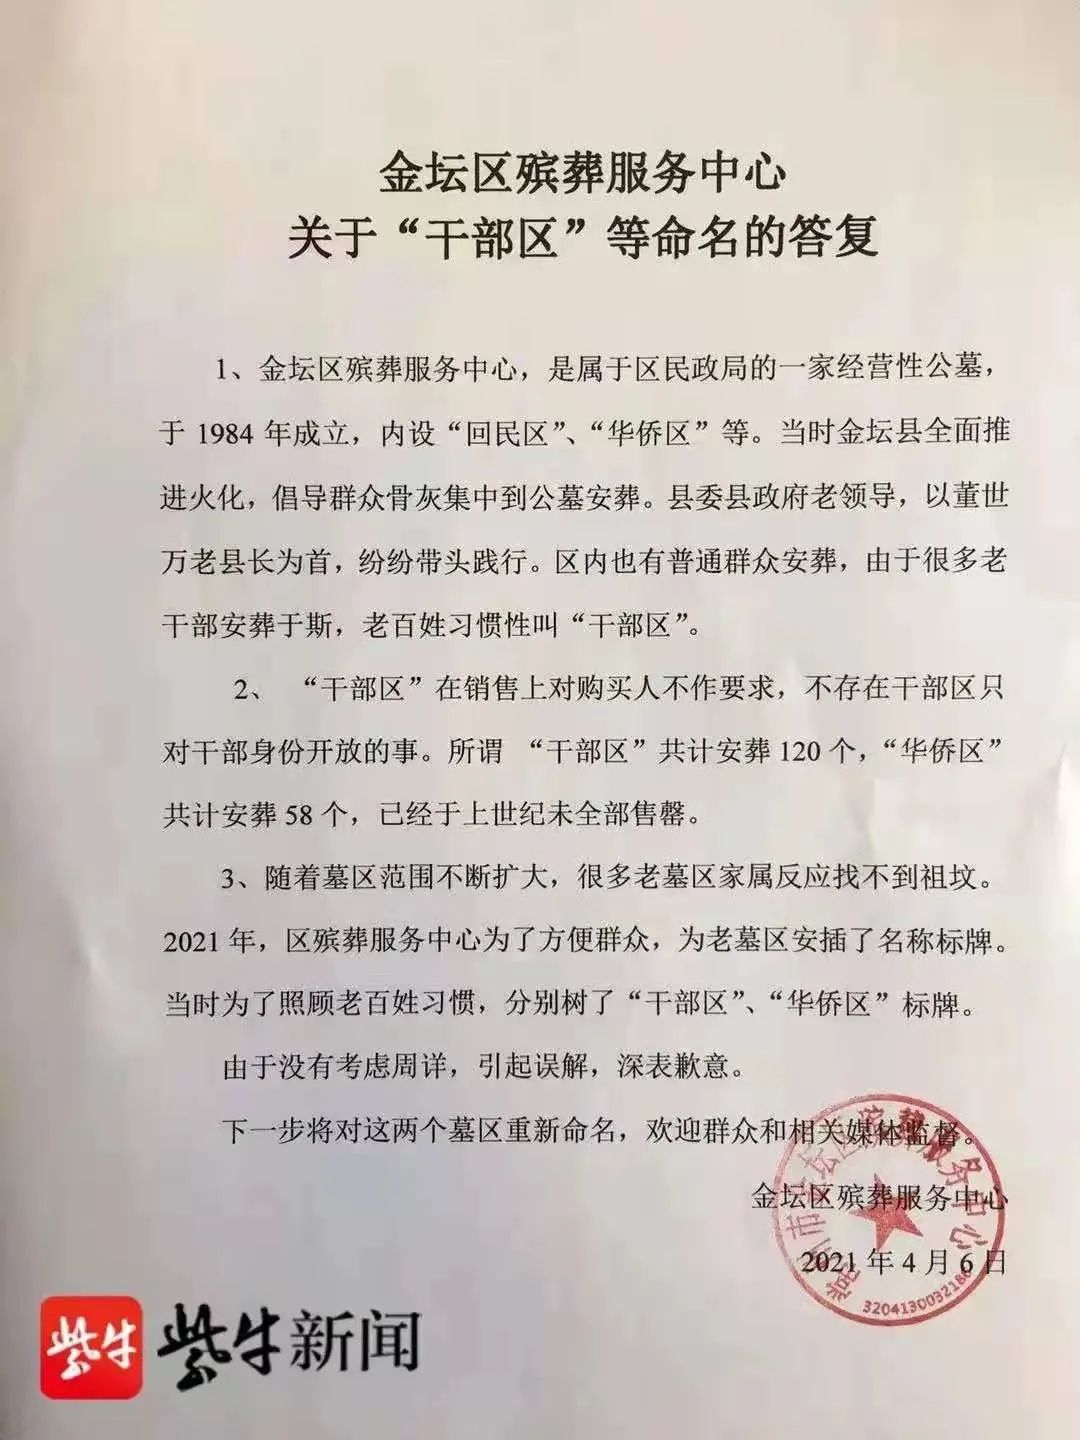 金坛区殡葬服务中心
关于“干部区”等命名的答复
1、金坛区殡葬服务中心，是属于区民政局的一家经营性公墓，
于 1984 年成立，内设“回民区”、“华侨区”等。当时金坛县全面推
进火化，倡导群众骨灰集中到公墓安葬。县委县政府老领导，以董世
万老县长为首，纷纷带头践行。区内也有普通群众安葬，由于很多老
干部安葬于斯，老百姓习惯性叫“干部区”。
2、 “干部区”在销售上对购买人不作要求，不存在干部区只
对干部身份开放的事。所谓 “干部区”共计安葬 120 个，“华侨区”
共计安葬 58 个，已经于上世纪未全部售罄。
3、随着墓区范围不断扩大，很多老墓区家属反应找不到祖坟。
2021 年，区殡葬服务中心为了方便群众，为老墓区安插了名称标牌。
当时为了照顾老百姓习惯，分别树了“干部区”、“华侨区”标牌。
由于没有考虑周详，引起误解，深表歉意。
下一步将对这两个墓区重新命名，欢迎群众和相关媒体监督。
金坛区殡葬服务中心
2021 年 4 月 6 日
市金坛区殡葬服务中心
紫牛 紫牛新闻